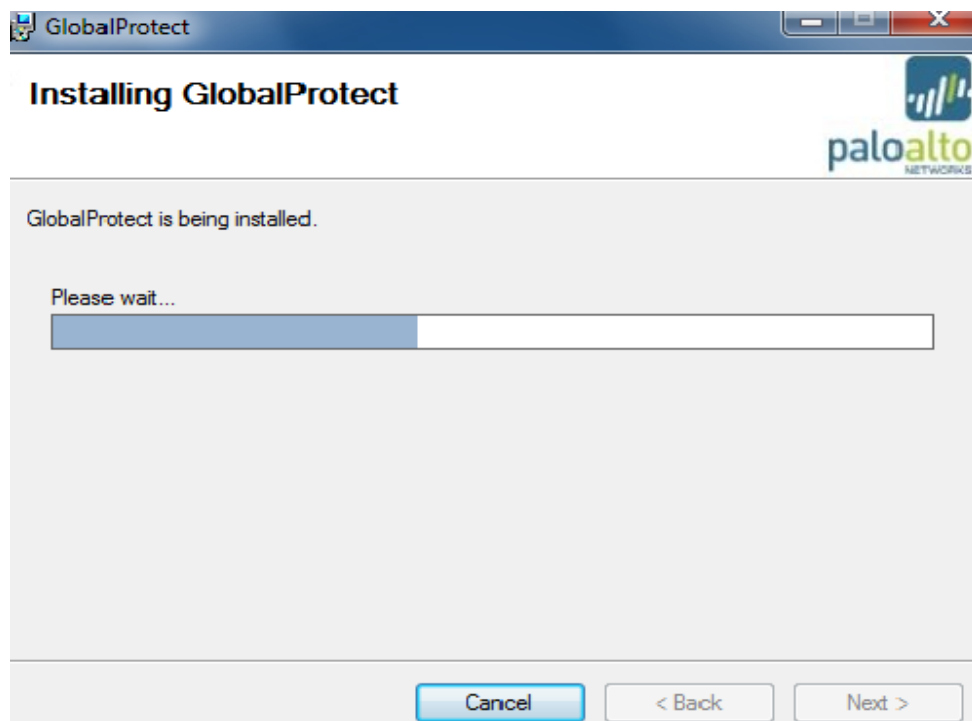 GlobalProtect
Installing GlobalProtect
paloalto
NETWORKS
GlobalProtect is being installed.
Please wait...
Cancel
< Back
Next >